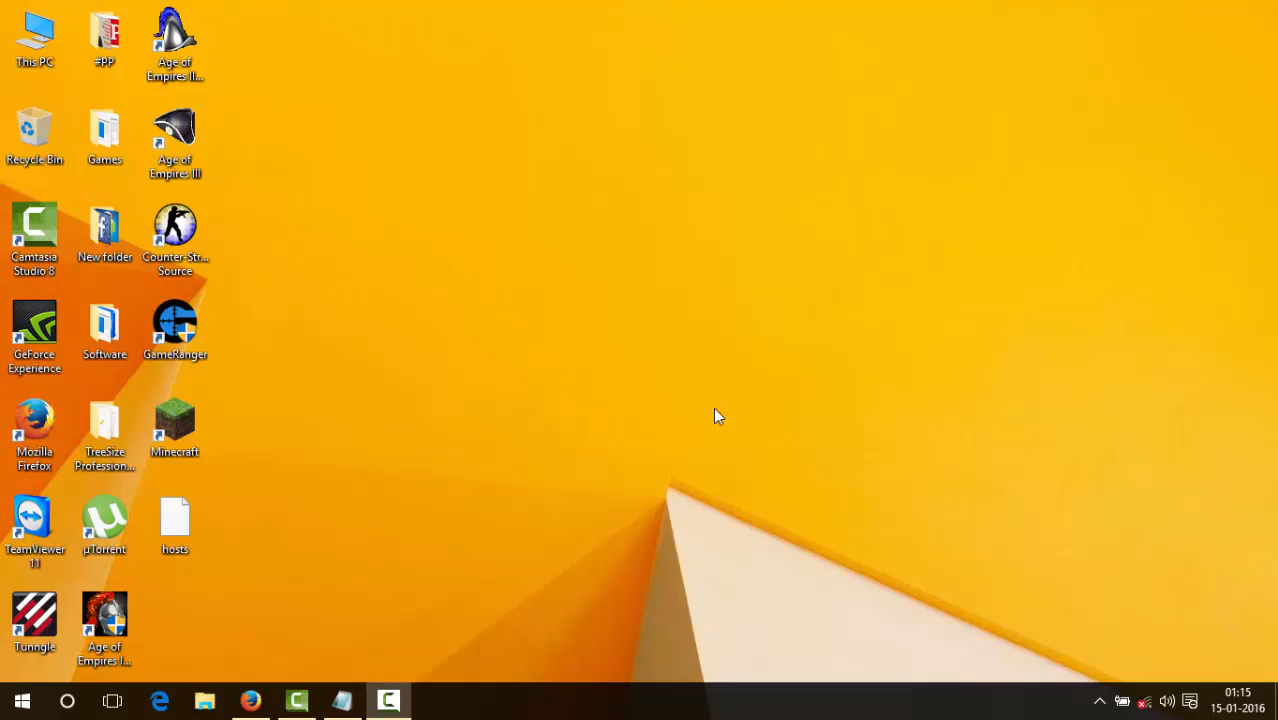 This PC
#PP
Age of
Empires II...
Recycle Bin
Games
Age of
Empires III
Camtasia
Studio 8
New folder
Counter-Str...
Source
GeForce
Experience
Software
GameRanger
Mozilla
Firefox
TreeSize
Profession...
Minecraft
TeamViewer
11
µTorrent
hosts
Tunngle
Age of
Empires I...
01:15
15-01-2016